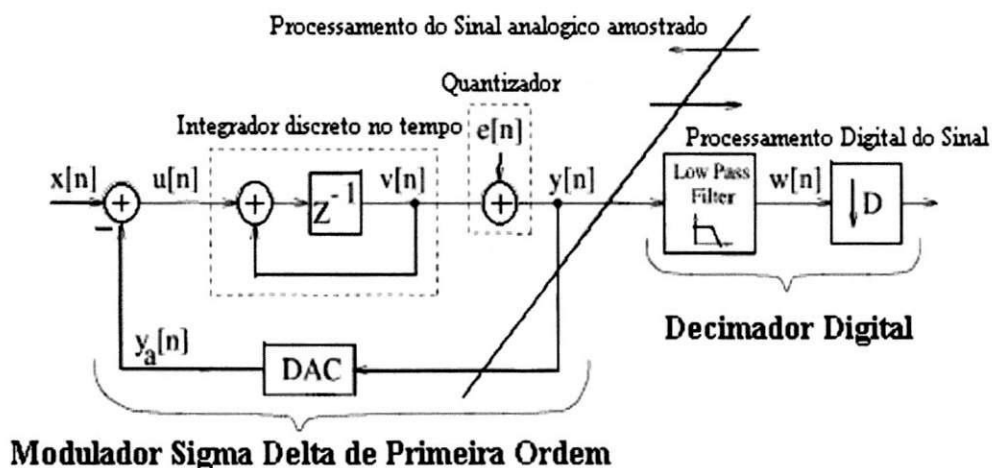 Processamento do Sinal analogico amostrado
Quantizador
Integrador discreto no tempo
e[n]
Processamento Digital do Sinal
x[n]
u[n]
v[n]
y[n]
Low Pass
Filter
w[n]
D
+
+
Z-1
+
−
Decimador Digital
ya[n]
DAC
Modulador Sigma Delta de Primeira Ordem